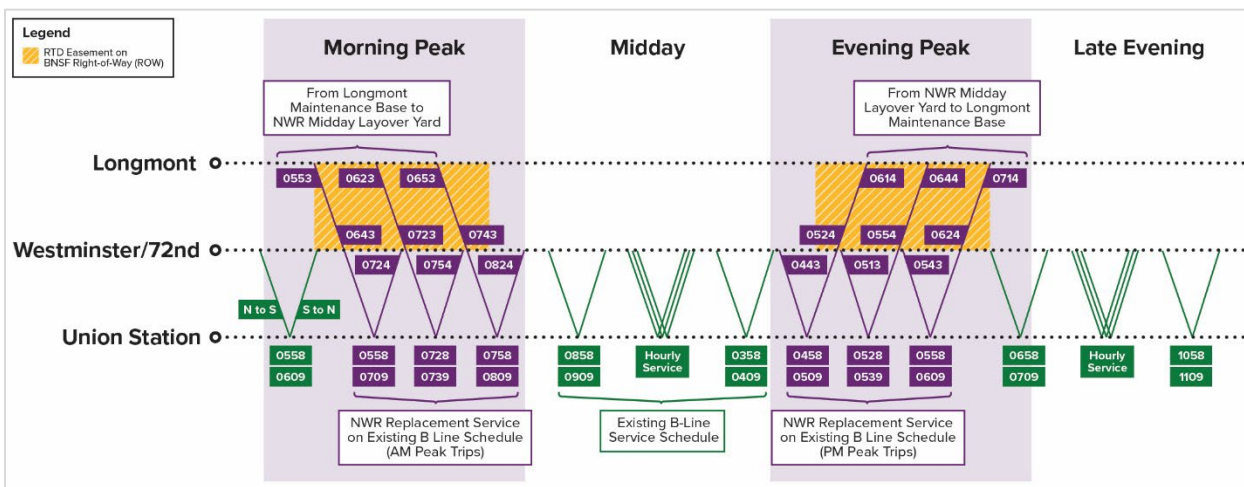 Legend
RTD Easement on
BNSF Right-of-Way (ROW)
Morning Peak
Midday
Evening Peak
Late Evening
From Longmont
Maintenance Base to
NWR Midday Layover Yard
From NWR Midday
Layover Yard to Longmont
Maintenance Base
Longmont
0553 0623 0653 0614 0644 0714
0643 0723 0743 0524 0554 0624
Westminster/72nd
0724 0754 0824 0443 0513 0543
N to S S to N
Union Station
0558 0558 0728 0758 0858 Hourly Service 0358 0458 0528 0558 0658 Hourly Service 1058
0609 0709 0739 0809 0909 0409 0509 0539 0609 0709 1109
NWR Replacement Service
on Existing B Line Schedule
(AM Peak Trips)
Existing B-Line
Service Schedule
NWR Replacement Service
on Existing B Line Schedule
(PM Peak Trips)